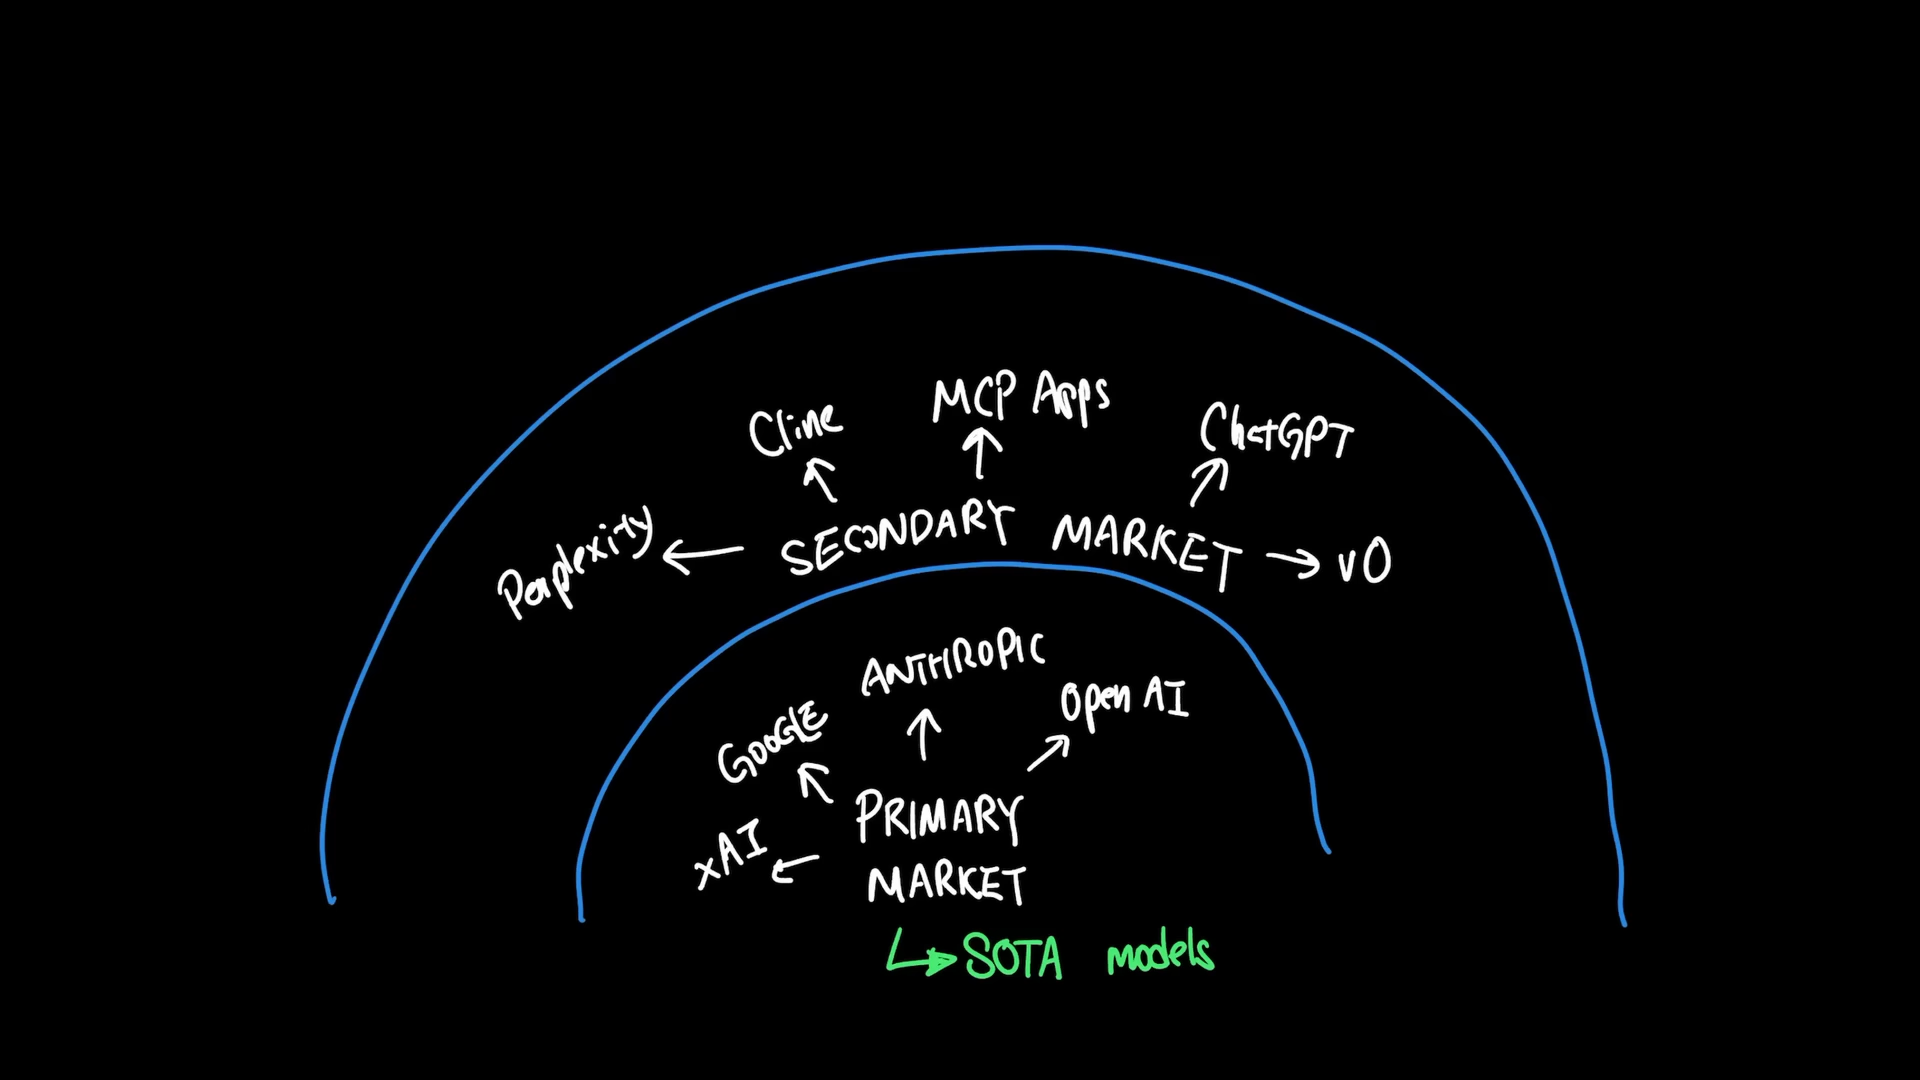 MCP Apps
Cline
ChatGPT
Perplexity
SECONDARY MARKET
v0
ANTHROPIC
Open AI
GOOGLE
xAI
PRIMARY
MARKET
SOTA models